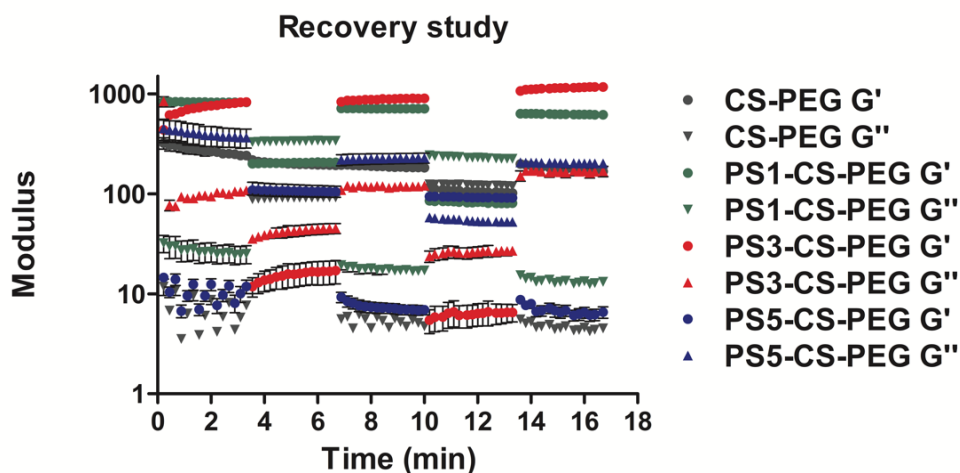 Recovery study
Modulus
1000
100
10
1
0 2 4 6 8 10 12 14 16 18
Time (min)
CS-PEG G'
CS-PEG G"
PS1-CS-PEG G'
PS1-CS-PEG G"
PS3-CS-PEG G'
PS3-CS-PEG G"
PS5-CS-PEG G'
PS5-CS-PEG G"